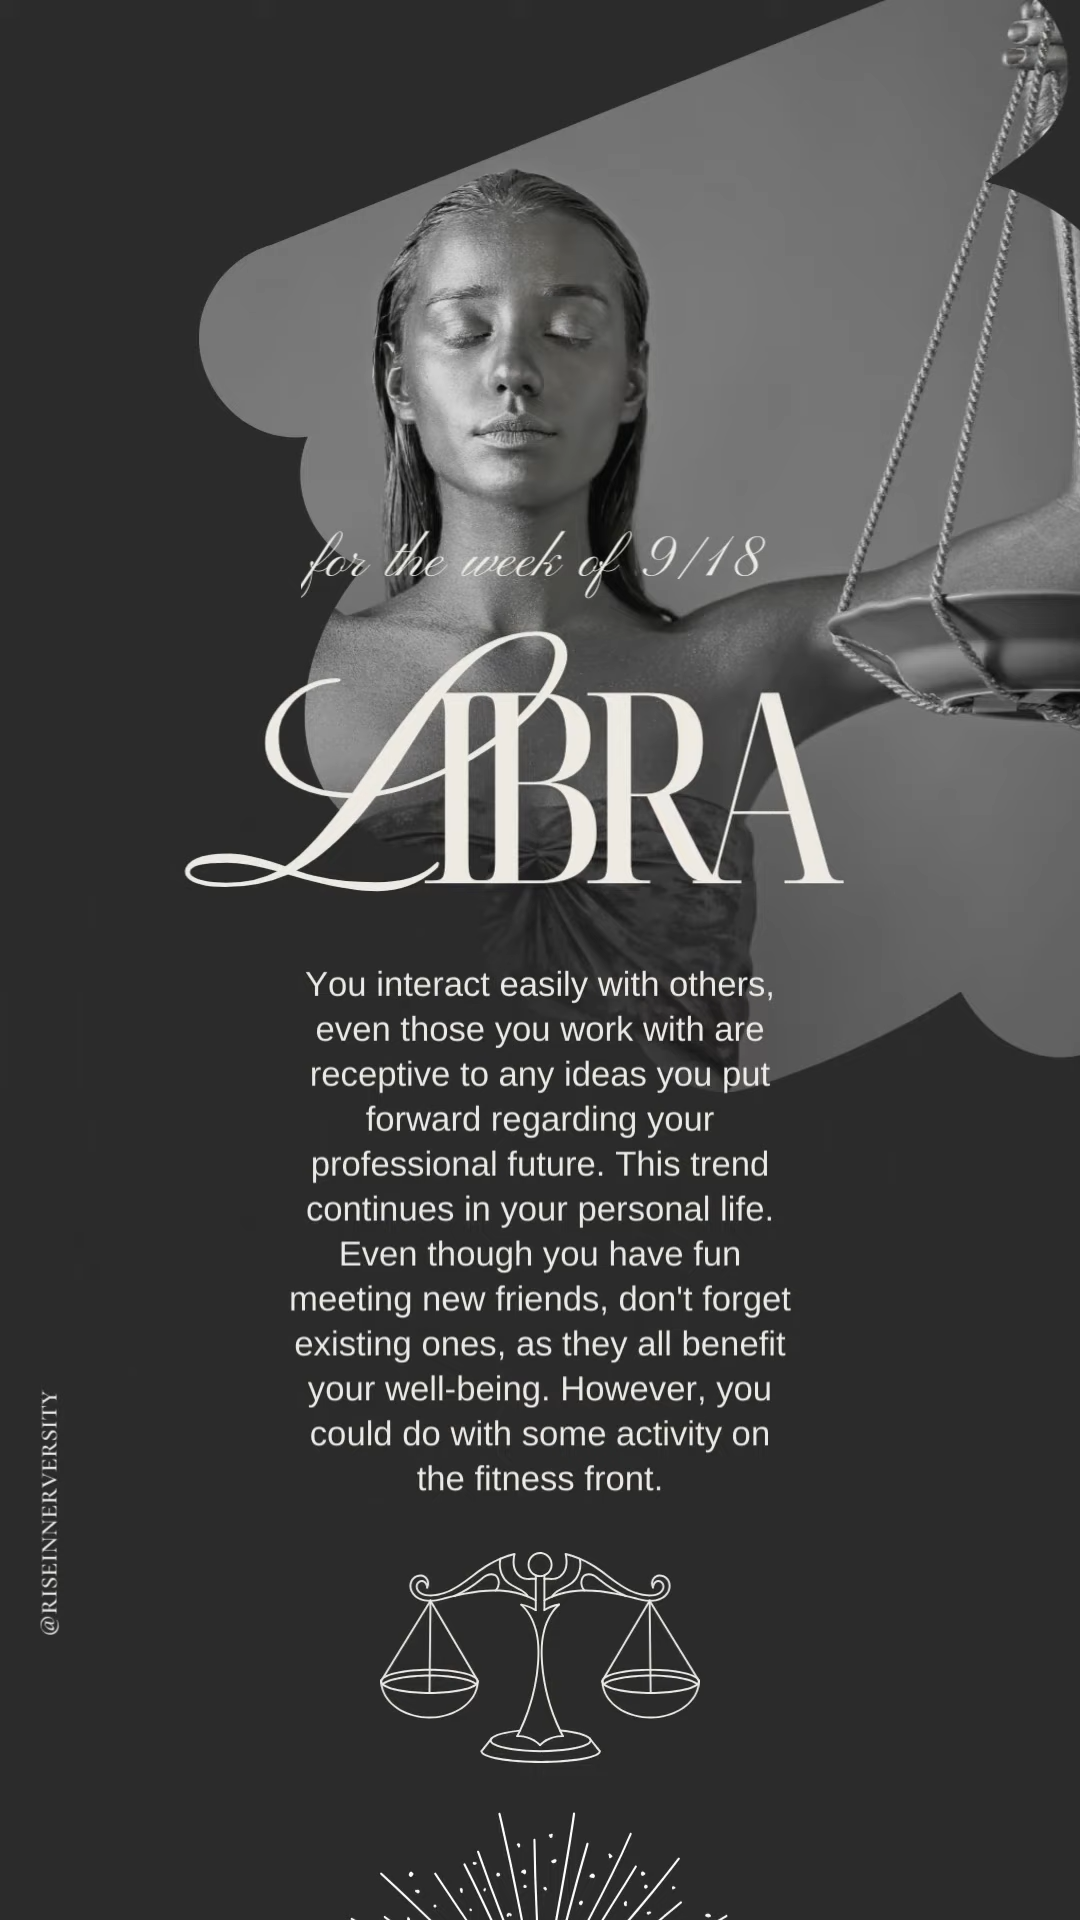 for the week of 9/18
LIBRA
You interact easily with others,
even those you work with are
receptive to any ideas you put
forward regarding your
professional future. This trend
continues in your personal life.
Even though you have fun
meeting new friends, don't forget
existing ones, as they all benefit
your well-being. However, you
could do with some activity on
the fitness front.
@RISEINNERVERSITY